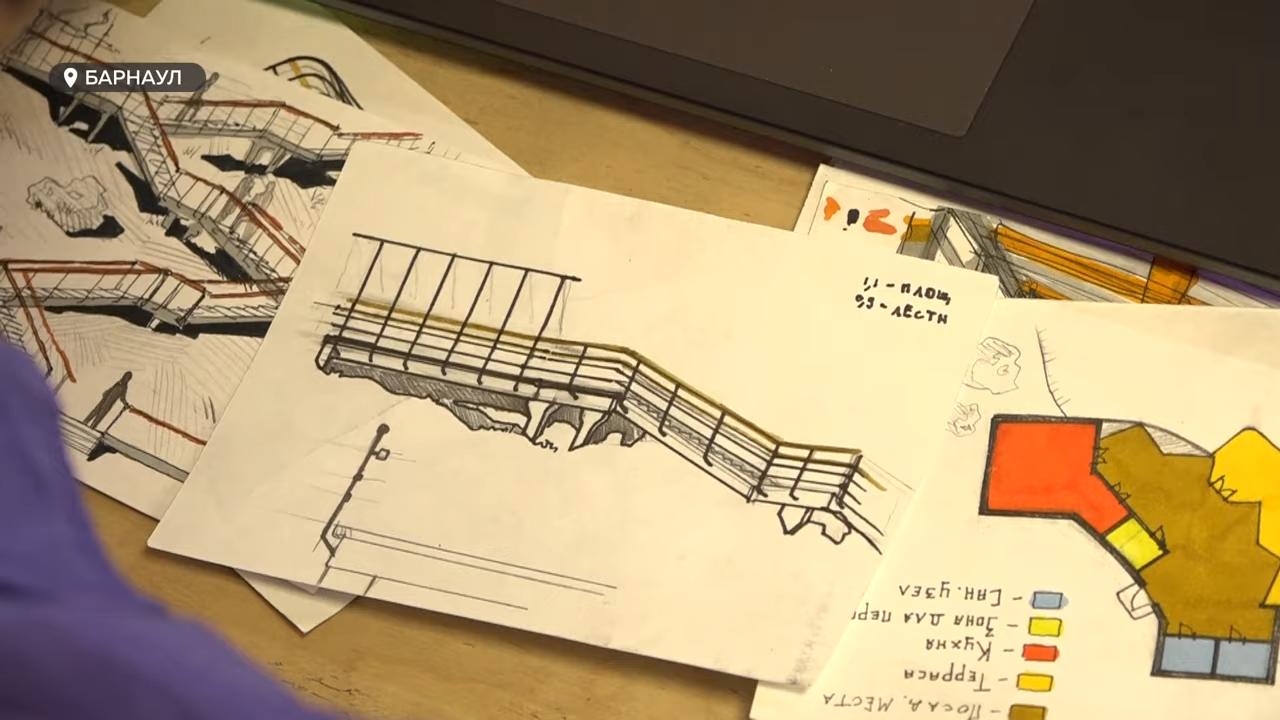 БАРНАУЛ
1,1 - ПЛОЩ
0,9 - ЛЕСТН
ПОСАД. МЕСТА
ТЕРРАСА
КУХНЯ
ЗОНА ДЛЯ ПЕР
САН. УЗЕЛ